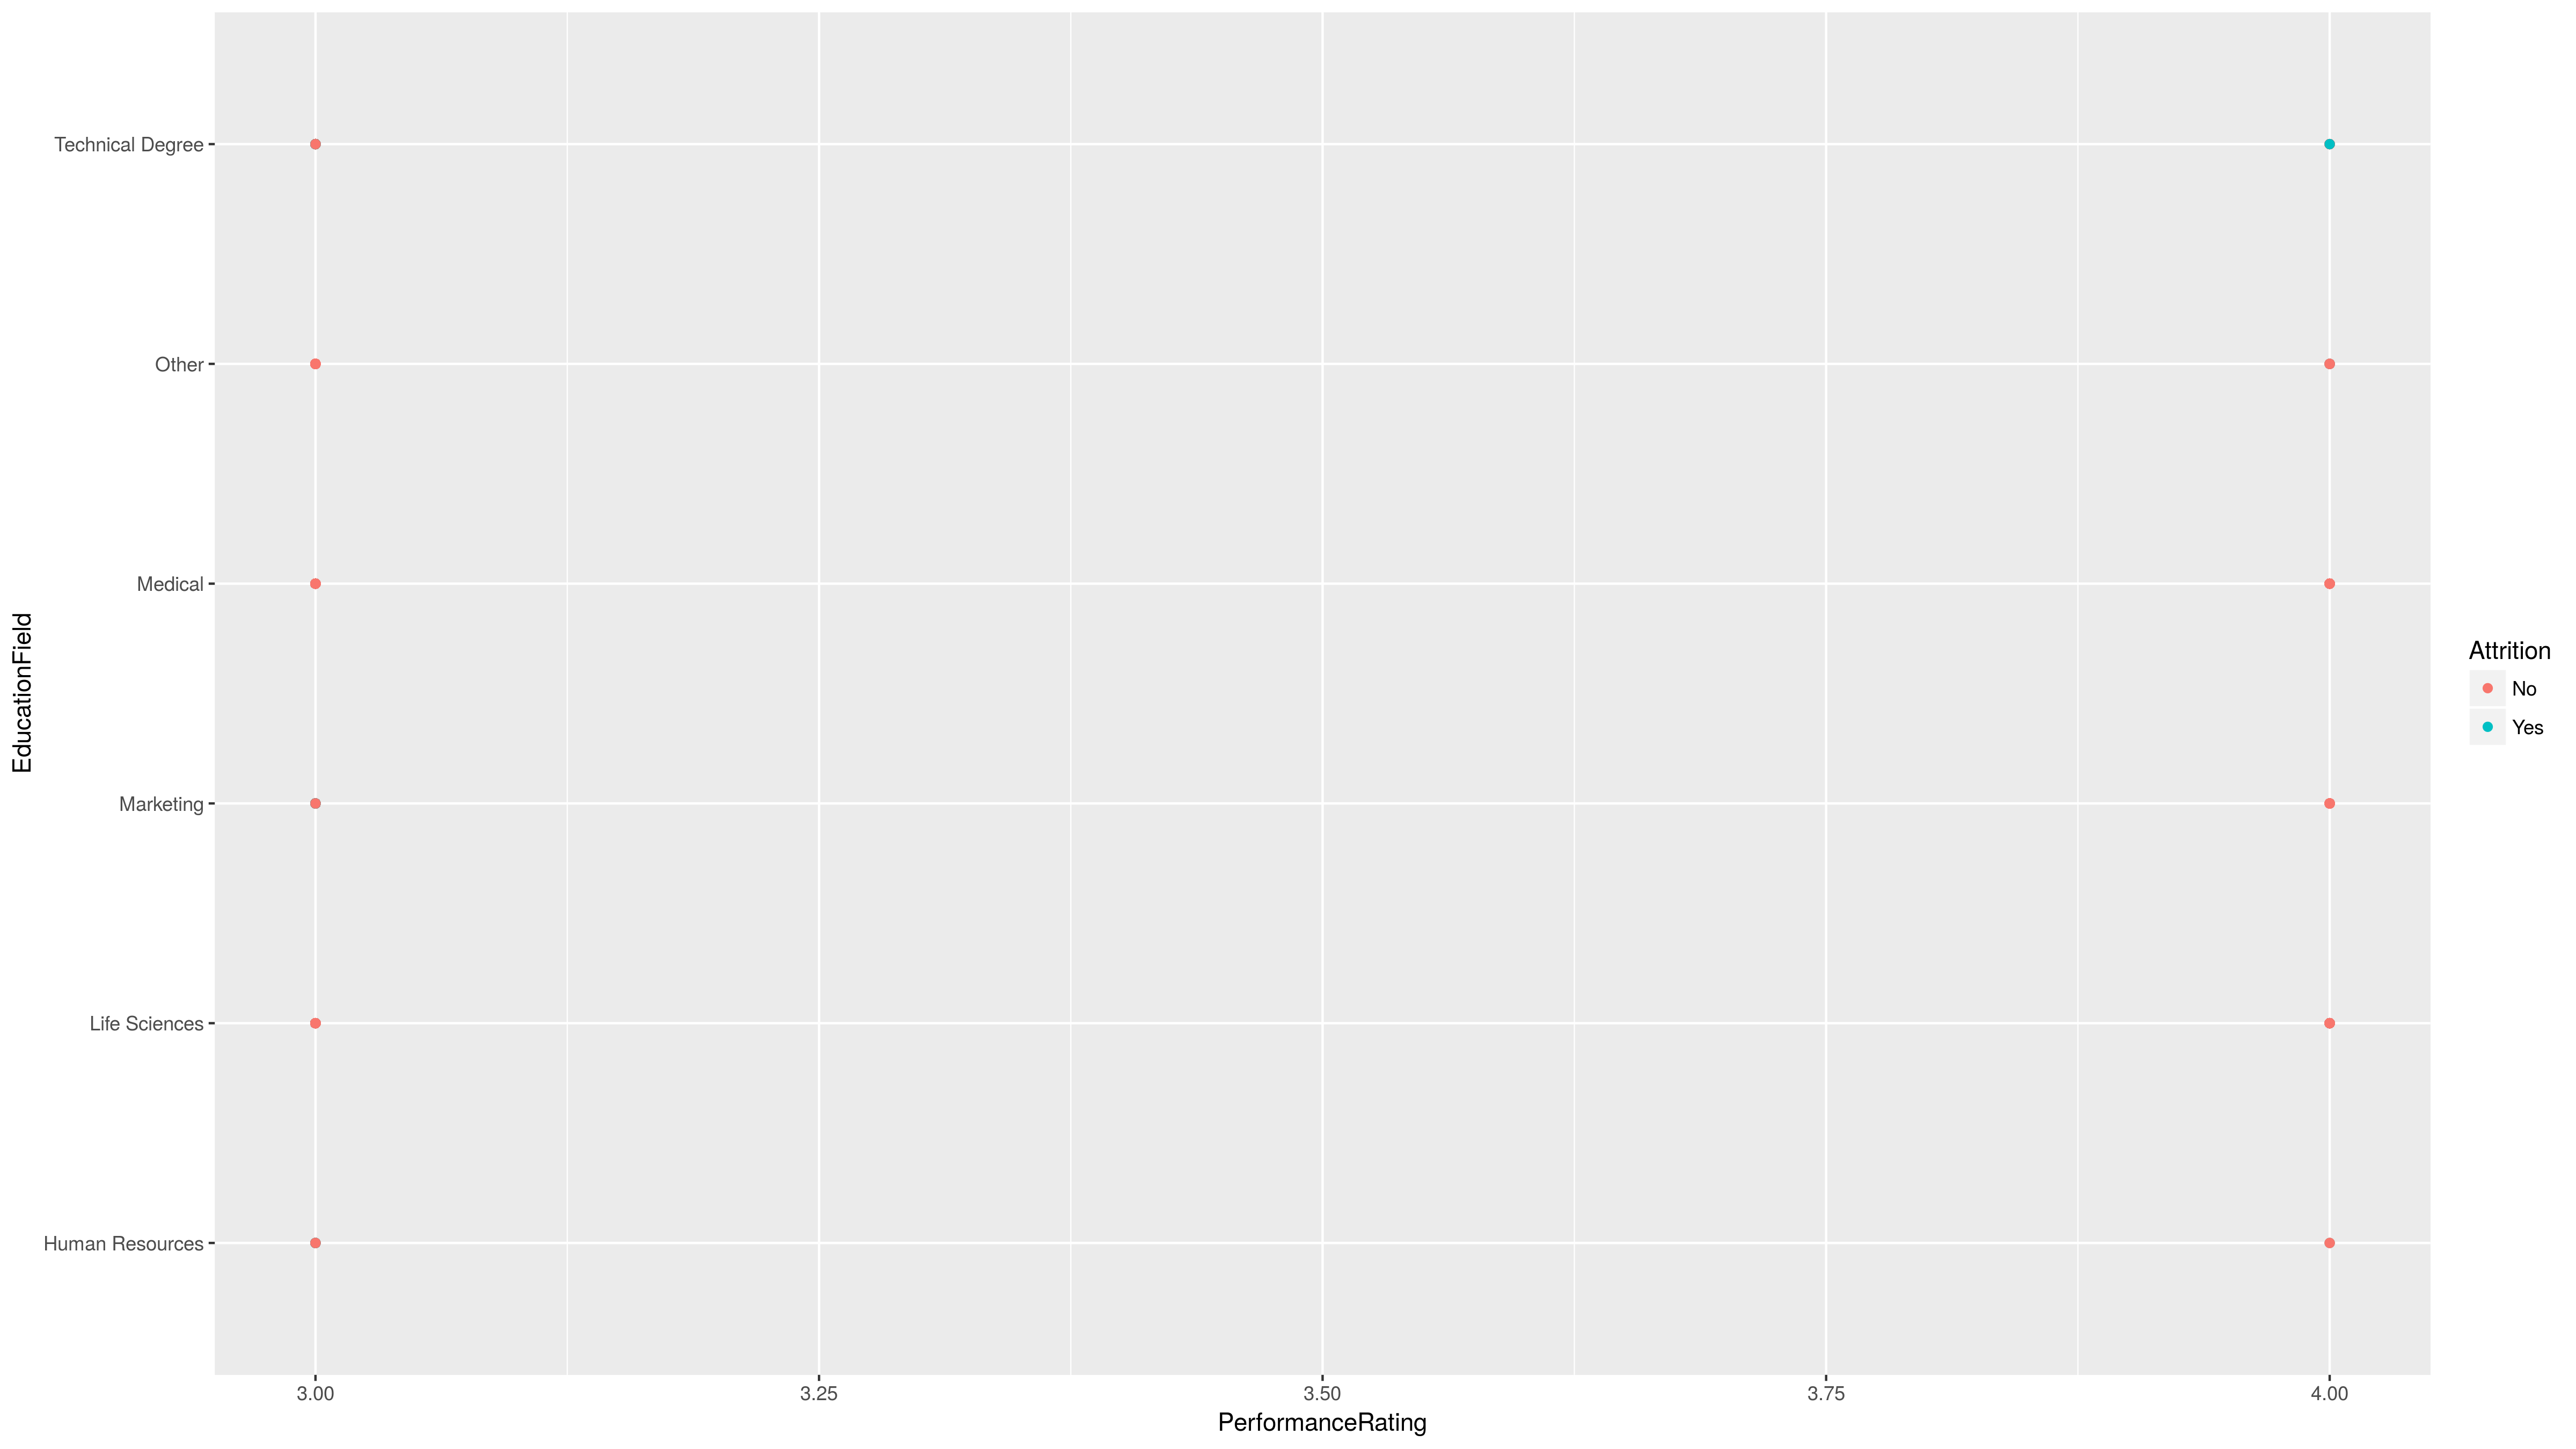 Technical Degree
Other
Medical
Marketing
Life Sciences
Human Resources
EducationField
3.00 3.25 3.50 3.75 4.00
PerformanceRating
Attrition
No
Yes